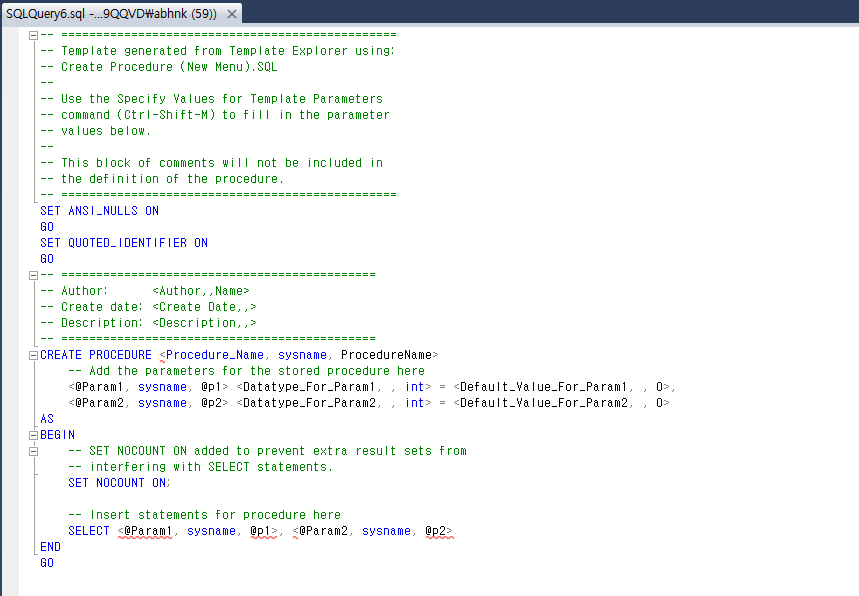 SQLQuery6.sql -...9QQVD₩abhnk (59))
-- ================================================
-- Template generated from Template Explorer using:
-- Create Procedure (New Menu).SQL
--
-- Use the Specify Values for Template Parameters
-- command (Ctrl-Shift-M) to fill in the parameter
-- values below.
--
-- This block of comments will not be included in
-- the definition of the procedure.
-- ================================================
SET ANSI_NULLS ON
GO
SET QUOTED_IDENTIFIER ON
GO
-- =============================================
-- Author: <Author,,Name>
-- Create date: <Create Date,,>
-- Description: <Description,,>
-- =============================================
CREATE PROCEDURE <Procedure_Name, sysname, ProcedureName>
-- Add the parameters for the stored procedure here
<@Param1, sysname, @p1> <Datatype_For_Param1, , int> = <Default_Value_For_Param1, , 0>,
<@Param2, sysname, @p2> <Datatype_For_Param2, , int> = <Default_Value_For_Param2, , 0>
AS
BEGIN
-- SET NOCOUNT ON added to prevent extra result sets from
-- interfering with SELECT statements.
SET NOCOUNT ON;
-- Insert statements for procedure here
SELECT <@Param1, sysname, @p1>, <@Param2, sysname, @p2>
END
GO